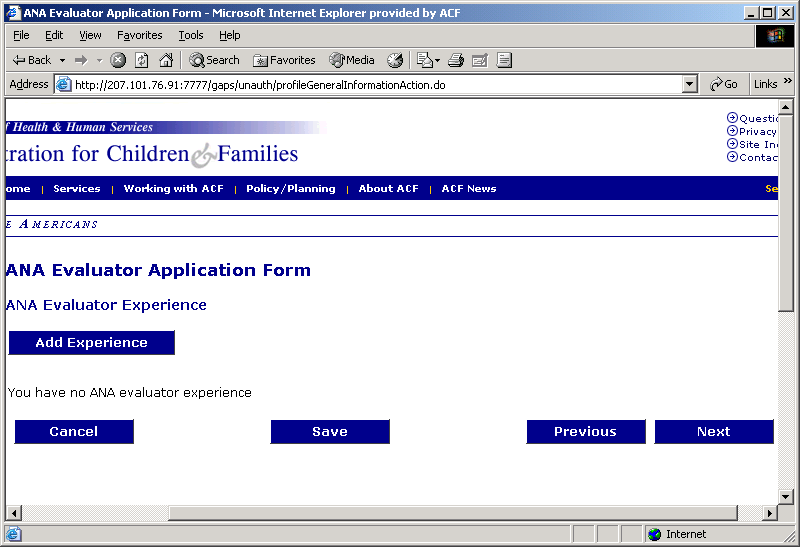 ANA Evaluator Application Form - Microsoft Internet Explorer provided by ACF
File Edit View Favorites Tools Help
Back Search Favorites Media
Address http://207.101.76.91:7777/gaps/unauth/profileGeneralInformationAction.do Go Links »
f Health & Human Services
tration for Children & Families
Questi
Privacy
Site In
Contac
ome | Services | Working with ACF | Policy/Planning | About ACF | ACF News Se
E AMERICANS
ANA Evaluator Application Form
ANA Evaluator Experience
Add Experience
You have no ANA evaluator experience
Cancel Save Previous Next
Internet